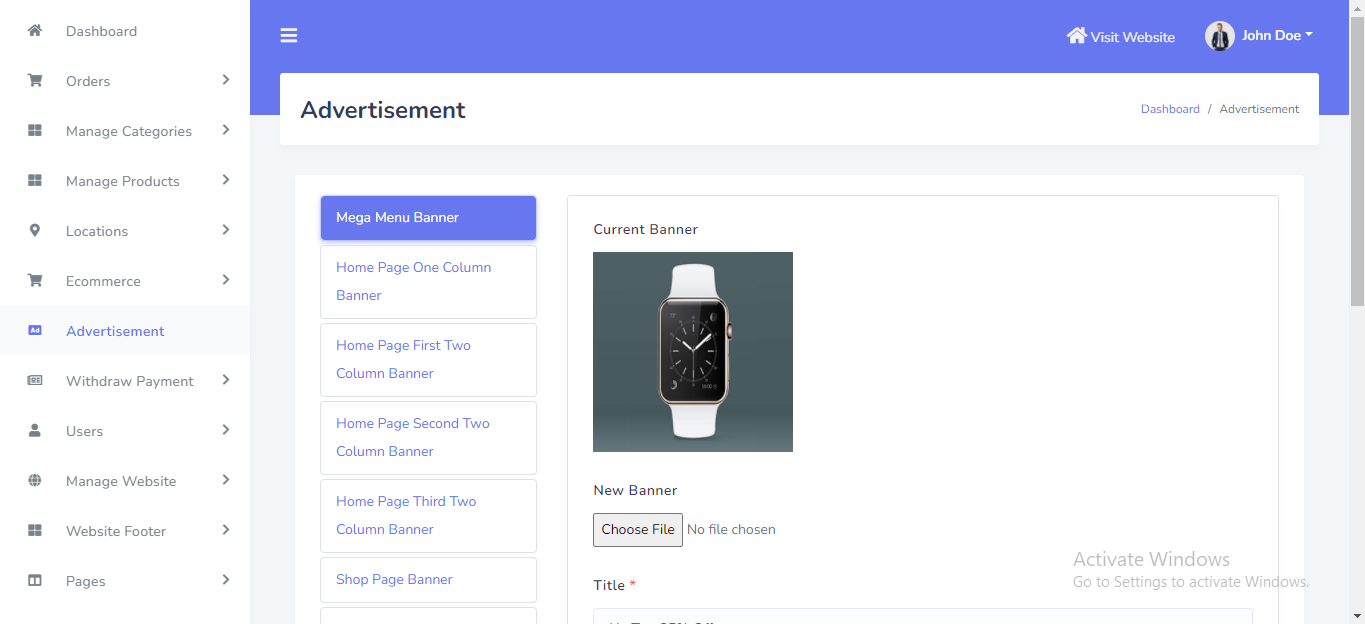 Dashboard
Orders
Manage Categories
Manage Products
Locations
Ecommerce
Ad Advertisement
Withdraw Payment
Users
Manage Website
Website Footer
Pages
Visit Website
John Doe
Advertisement
Dashboard / Advertisement
Mega Menu Banner
Home Page One Column
Banner
Home Page First Two
Column Banner
Home Page Second Two
Column Banner
Home Page Third Two
Column Banner
Shop Page Banner
Current Banner
New Banner
Choose File No file chosen
Title *
Activate Windows
Go to Settings to activate Windows.